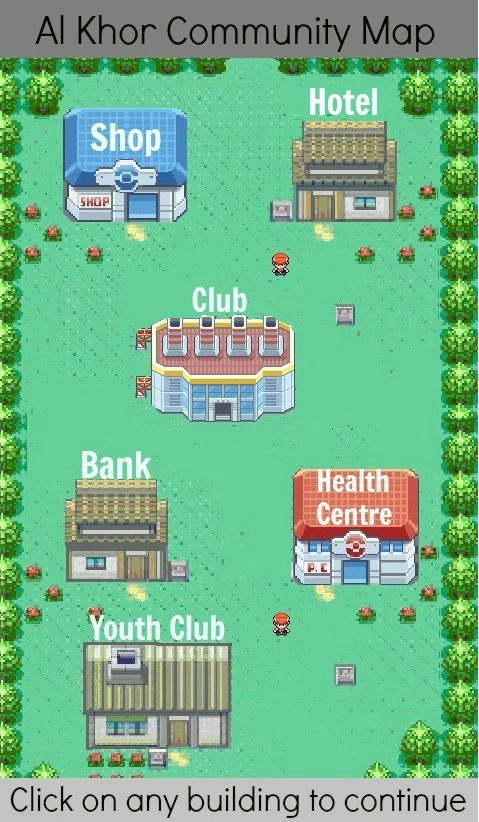 Al Khor Community Map
Hotel
Shop
SHOP
Club
Bank
Health
Centre
P.C
Youth Club
Click on any building to continue